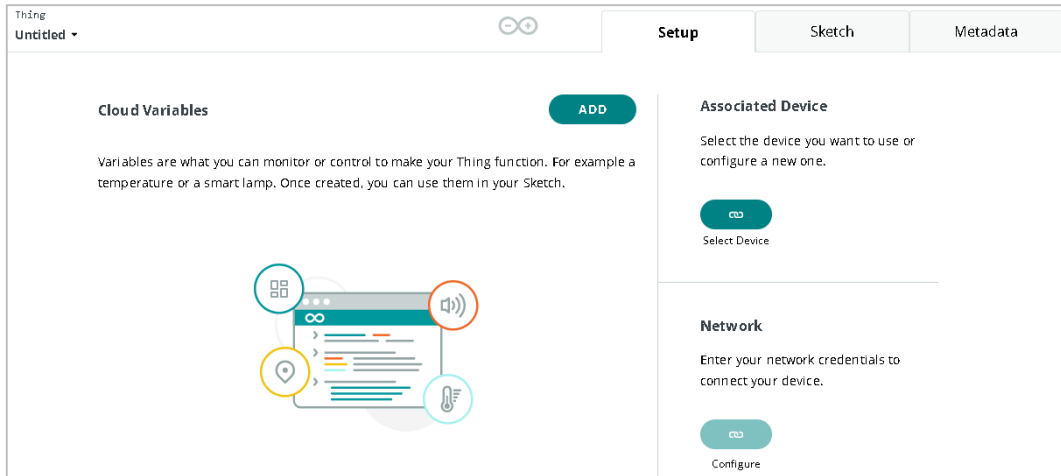 Thing
Untitled
Setup
Sketch
Metadata
Cloud Variables
ADD
Variables are what you can monitor or control to make your Thing function. For example a
temperature or a smart lamp. Once created, you can use them in your Sketch.
Associated Device
Select the device you want to use or
configure a new one.
Select Device
Network
Enter your network credentials to
connect your device.
Configure